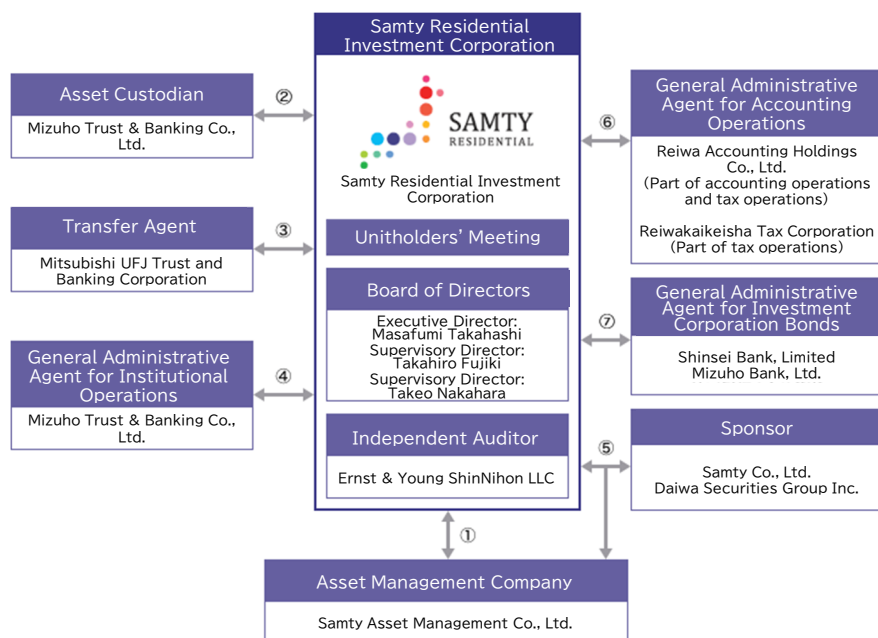 Samty Residential
Investment Corporation
SAMTY
RESIDENTIAL
Samty Residential Investment
Corporation
Unitholders' Meeting
Board of Directors
Executive Director:
Masafumi Takahashi
Supervisory Director:
Takahiro Fujiki
Supervisory Director:
Takeo Nakahara
Independent Auditor
Ernst & Young ShinNihon LLC
Asset Custodian
Mizuho Trust & Banking Co.,
Ltd.
②
Transfer Agent
Mitsubishi UFJ Trust and
Banking Corporation
③
General Administrative
Agent for Institutional
Operations
Mizuho Trust & Banking Co.,
Ltd.
④
General Administrative
Agent for Accounting
Operations
Reiwa Accounting Holdings
Co., Ltd.
(Part of accounting operations
and tax operations)
Reiwakaikeisha Tax Corporation
(Part of tax operations)
⑥
General Administrative
Agent for Investment
Corporation Bonds
Shinsei Bank, Limited
Mizuho Bank, Ltd.
⑦
Sponsor
Samty Co., Ltd.
Daiwa Securities Group Inc.
⑤
①
Asset Management Company
Samty Asset Management Co., Ltd.